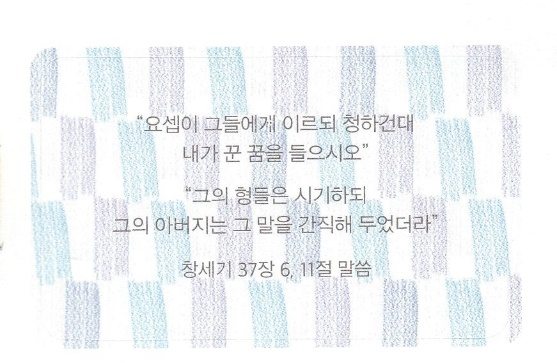 “요셉이 그들에게 이르되 청하건대
내가 꾼 꿈을 들으시오”
“그의 형들은 시기하되
그의 아버지는 그 말을 간직해 두었더라”
창세기 37장 6, 11절 말씀